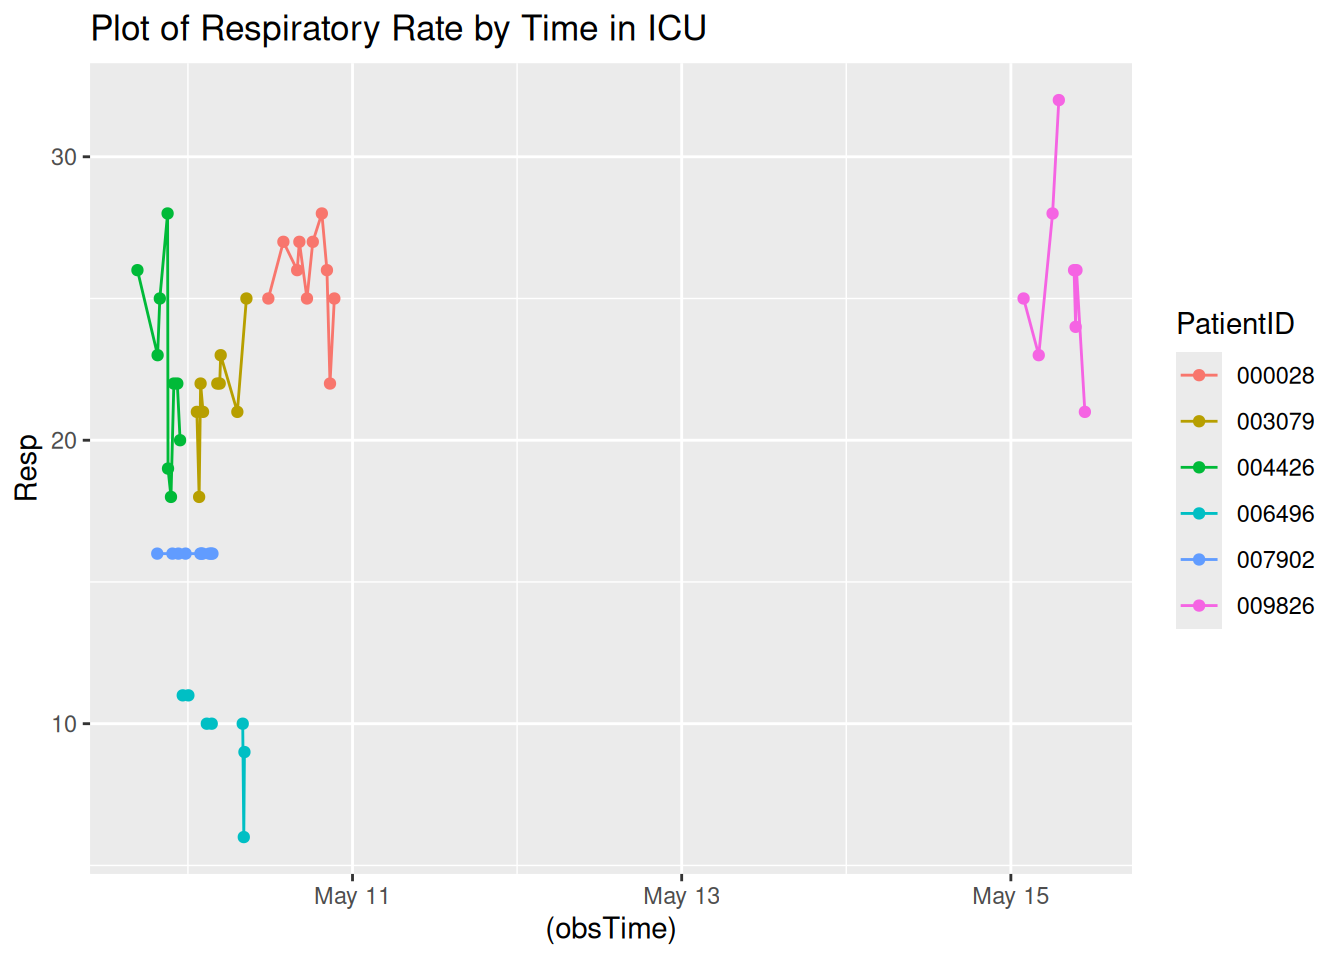 Plot of Respiratory Rate by Time in ICU
30
20
10
Resp
May 11
May 13
May 15
(obsTime)
PatientID
000028
003079
004426
006496
007902
009826